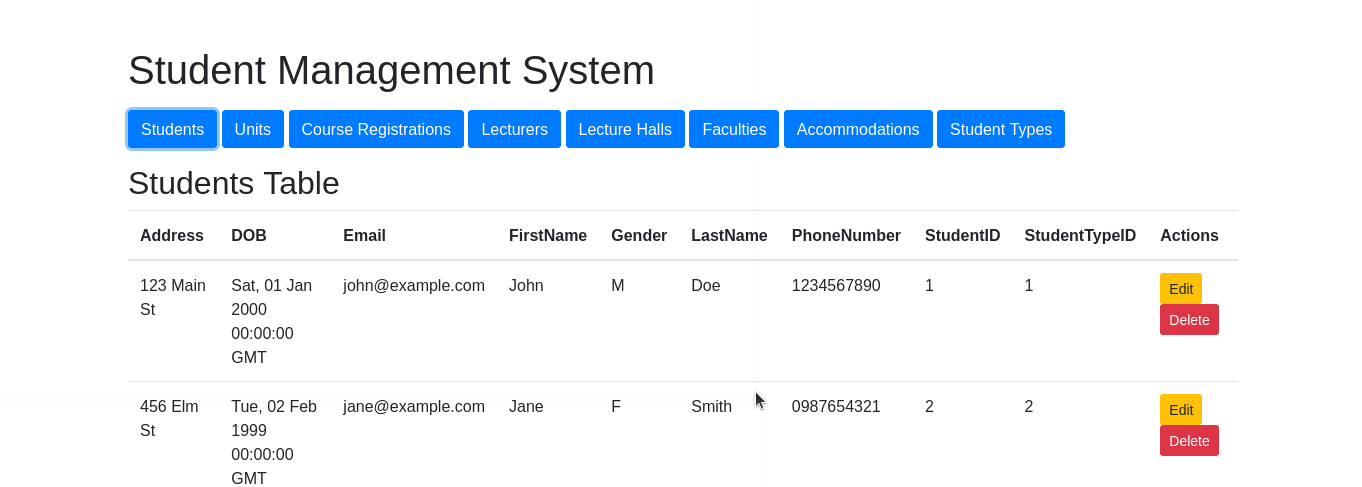 Student Management System
Students Units Course Registrations Lecturers Lecture Halls Faculties Accommodations Student Types
Students Table
Address DOB Email FirstName Gender LastName PhoneNumber StudentID StudentTypeID Actions
123 Main Sat, 01 Jan john@example.com John M Doe 1234567890 1 1 Edit
St 2000 Delete
00:00:00
GMT
456 Elm Tue, 02 Feb jane@example.com Jane F Smith 0987654321 2 2 Edit
St 1999 Delete
00:00:00
GMT